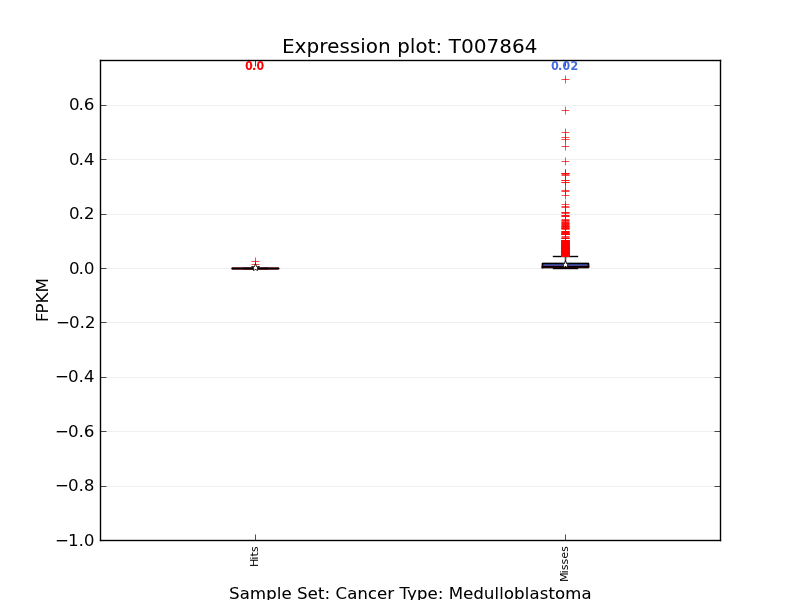 Expression plot: T007864
0.0
0.02
0.6
0.4
0.2
0.0
−0.2
−0.4
−0.6
−0.8
−1.0
FPKM
Hits
Misses
Sample Set: Cancer Type: Medulloblastoma